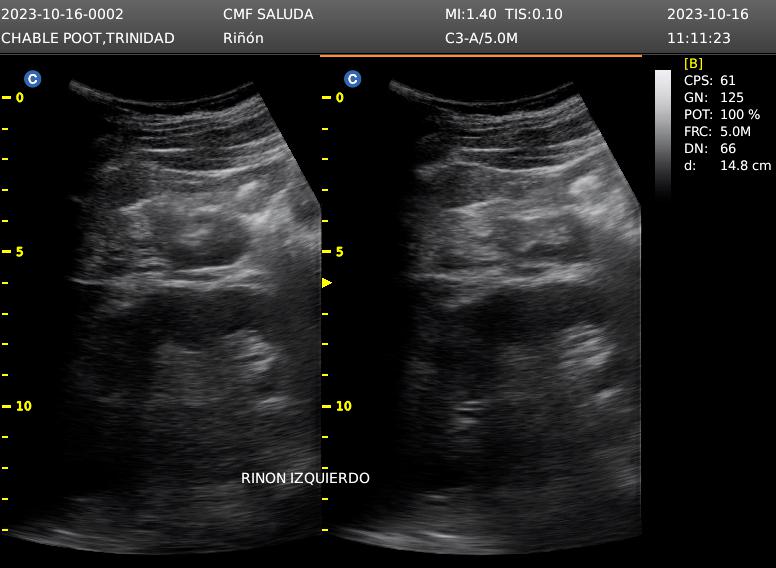 2023-10-16-0002 CMF SALUDA MI:1.40 TIS:0.10 2023-10-16
CHABLE POOT,TRINIDAD Riñón C3-A/5.0M 11:11:23
[B]
C C
CPS: 61
0 0
GN: 125
POT: 100 %
FRC: 5.0M
DN: 66
d: 14.8 cm
5 5
10 10
RINON IZQUIERDO